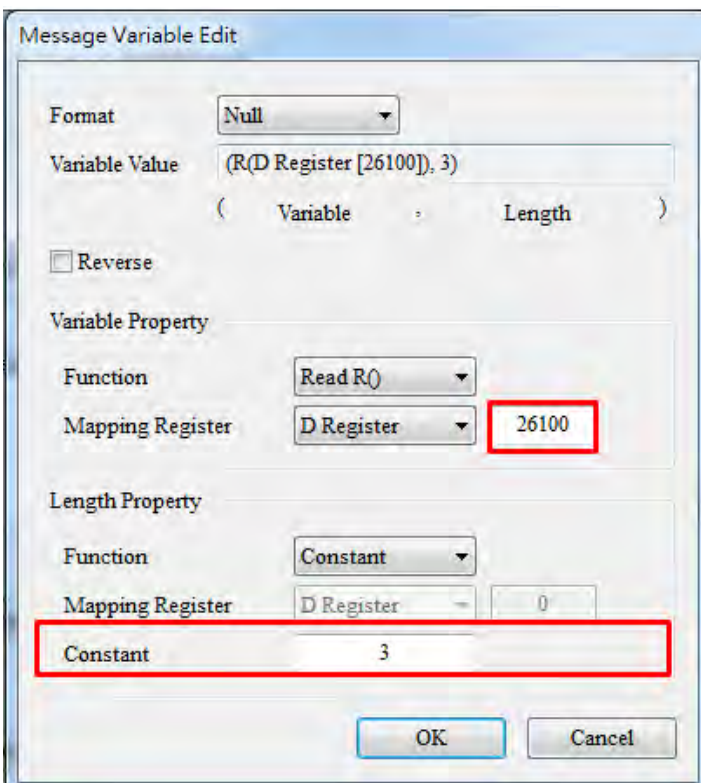 Message Variable Edit
Format Null
Variable Value (R(D Register [26100]), 3)
( Variable , Length )
Reverse
Variable Property
Function Read R()
Mapping Register D Register 26100
Length Property
Function Constant
Mapping Register D Register 0
Constant 3
OK Cancel